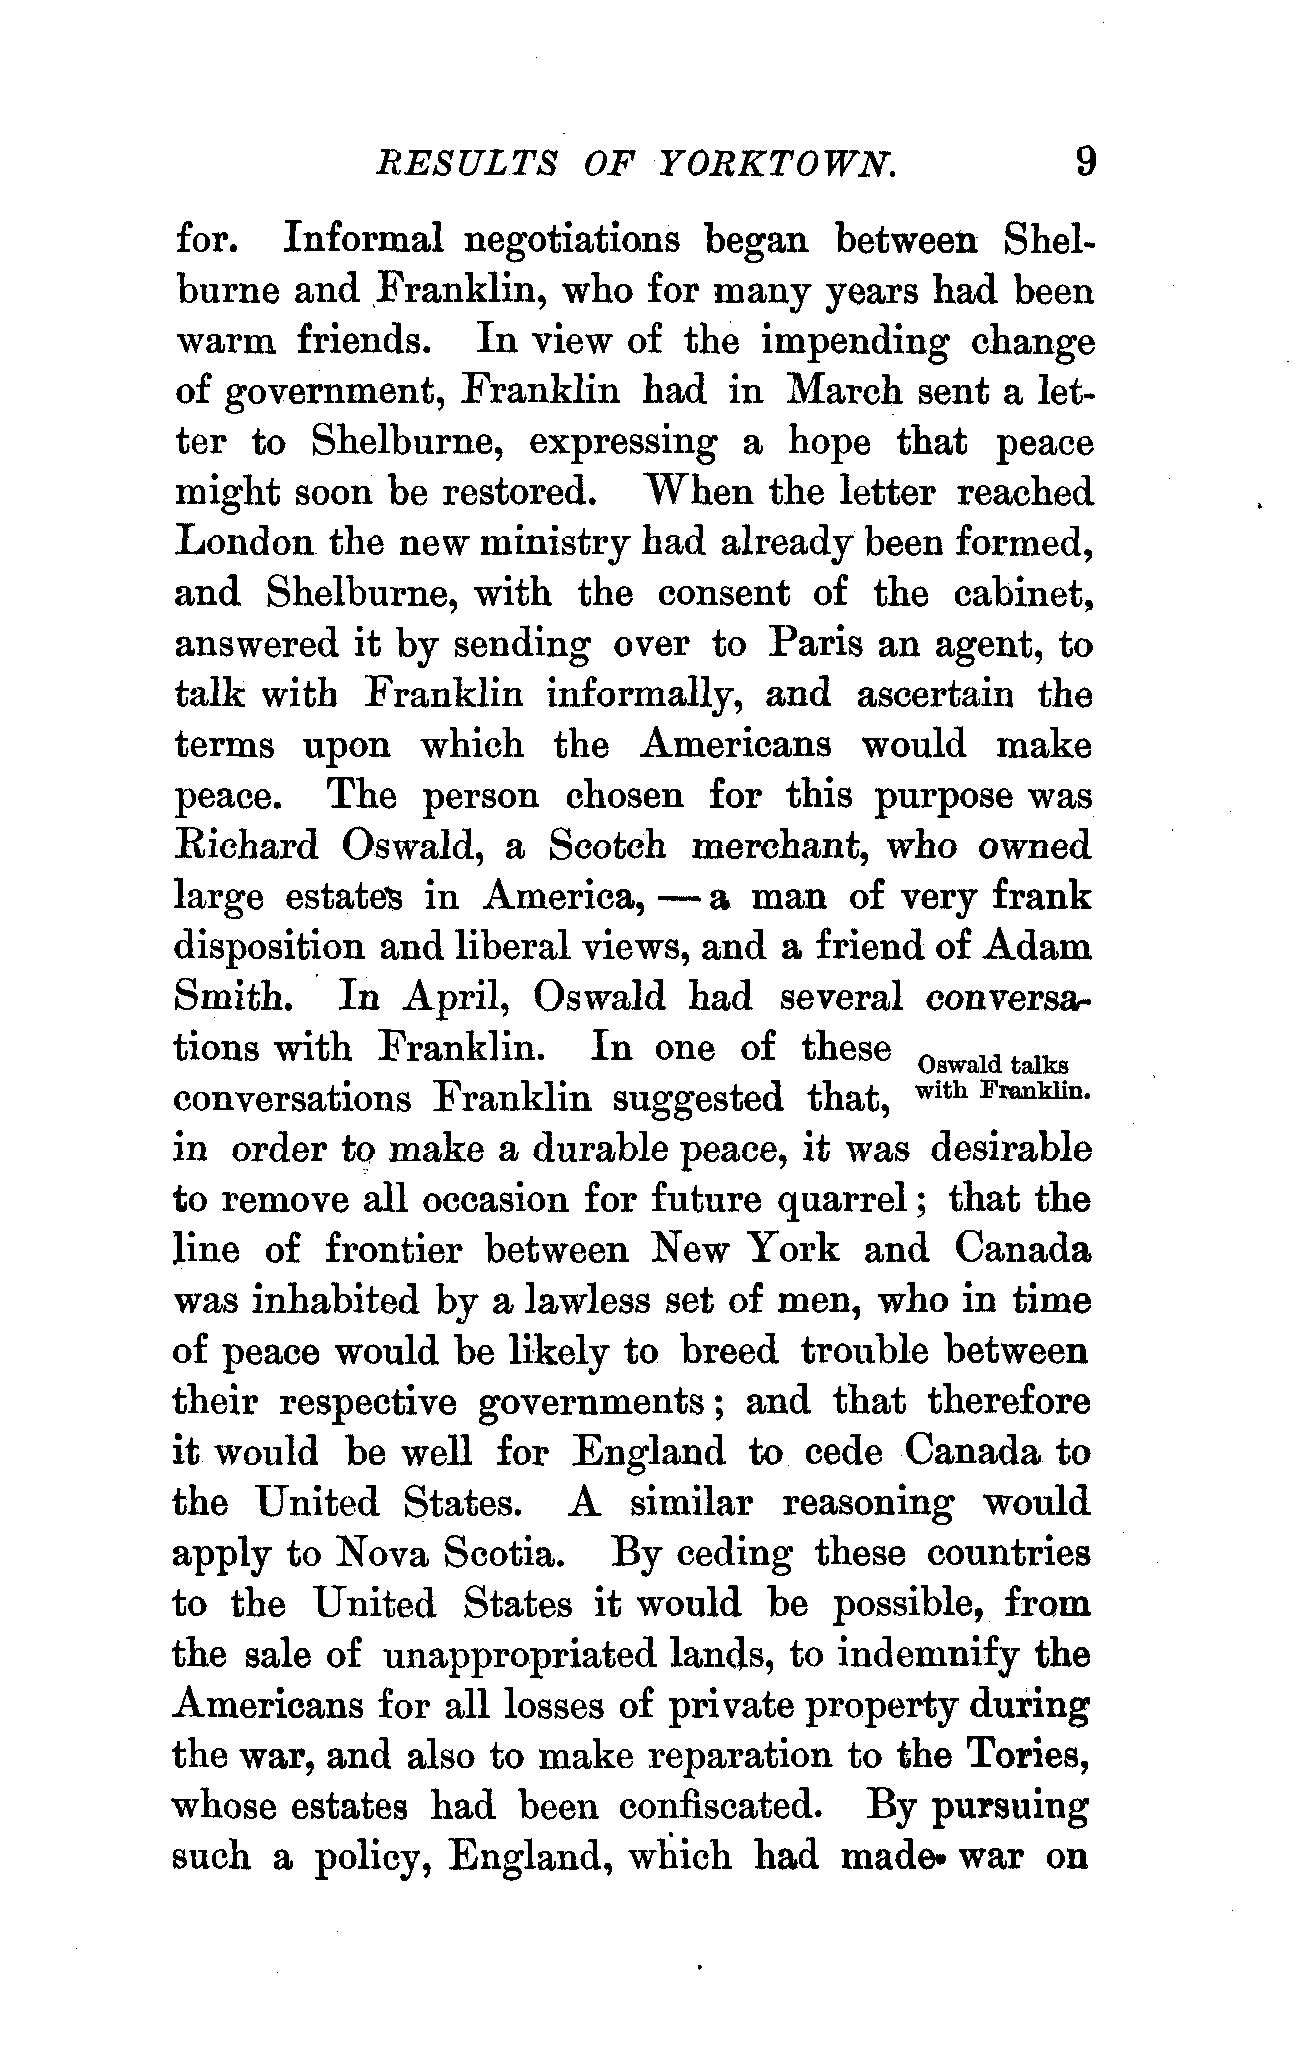 RESULTS OF YORKTOWN. 9
for. Informal negotiations began between Shel-
burne and Franklin, who for many years had been
warm friends. In view of the impending change
of government, Franklin had in March sent a let-
ter to Shelburne, expressing a hope that peace
might soon be restored. When the letter reached
London the new ministry had already been formed,
and Shelburne, with the consent of the cabinet,
answered it by sending over to Paris an agent, to
talk with Franklin informally, and ascertain the
terms upon which the Americans would make
peace. The person chosen for this purpose was
Richard Oswald, a Scotch merchant, who owned
large estates in America, — a man of very frank
disposition and liberal views, and a friend of Adam
Smith. In April, Oswald had several conversa-
tions with Franklin. In one of these
Oswald talks
with Franklin.
conversations Franklin suggested that,
in order to make a durable peace, it was desirable
to remove all occasion for future quarrel; that the
line of frontier between New York and Canada
was inhabited by a lawless set of men, who in time
of peace would be likely to breed trouble between
their respective governments; and that therefore
it would be well for England to cede Canada to
the United States. A similar reasoning would
apply to Nova Scotia. By ceding these countries
to the United States it would be possible, from
the sale of unappropriated lands, to indemnify the
Americans for all losses of private property during
the war, and also to make reparation to the Tories,
whose estates had been confiscated. By pursuing
such a policy, England, which had made war on